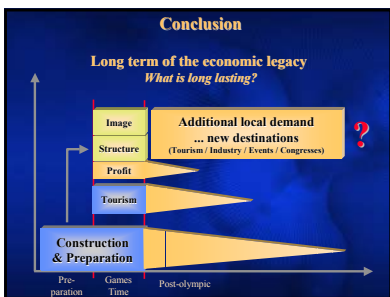 Conclusion
Long term of the economic legacy
What is long lasting?
Image
Structure
Profit
Tourism
Construction
& Preparation
Additional local demand
... new destinations
(Tourism / Industry / Events / Congresses)
?
Pre-
paration
Games
Time
Post-olympic